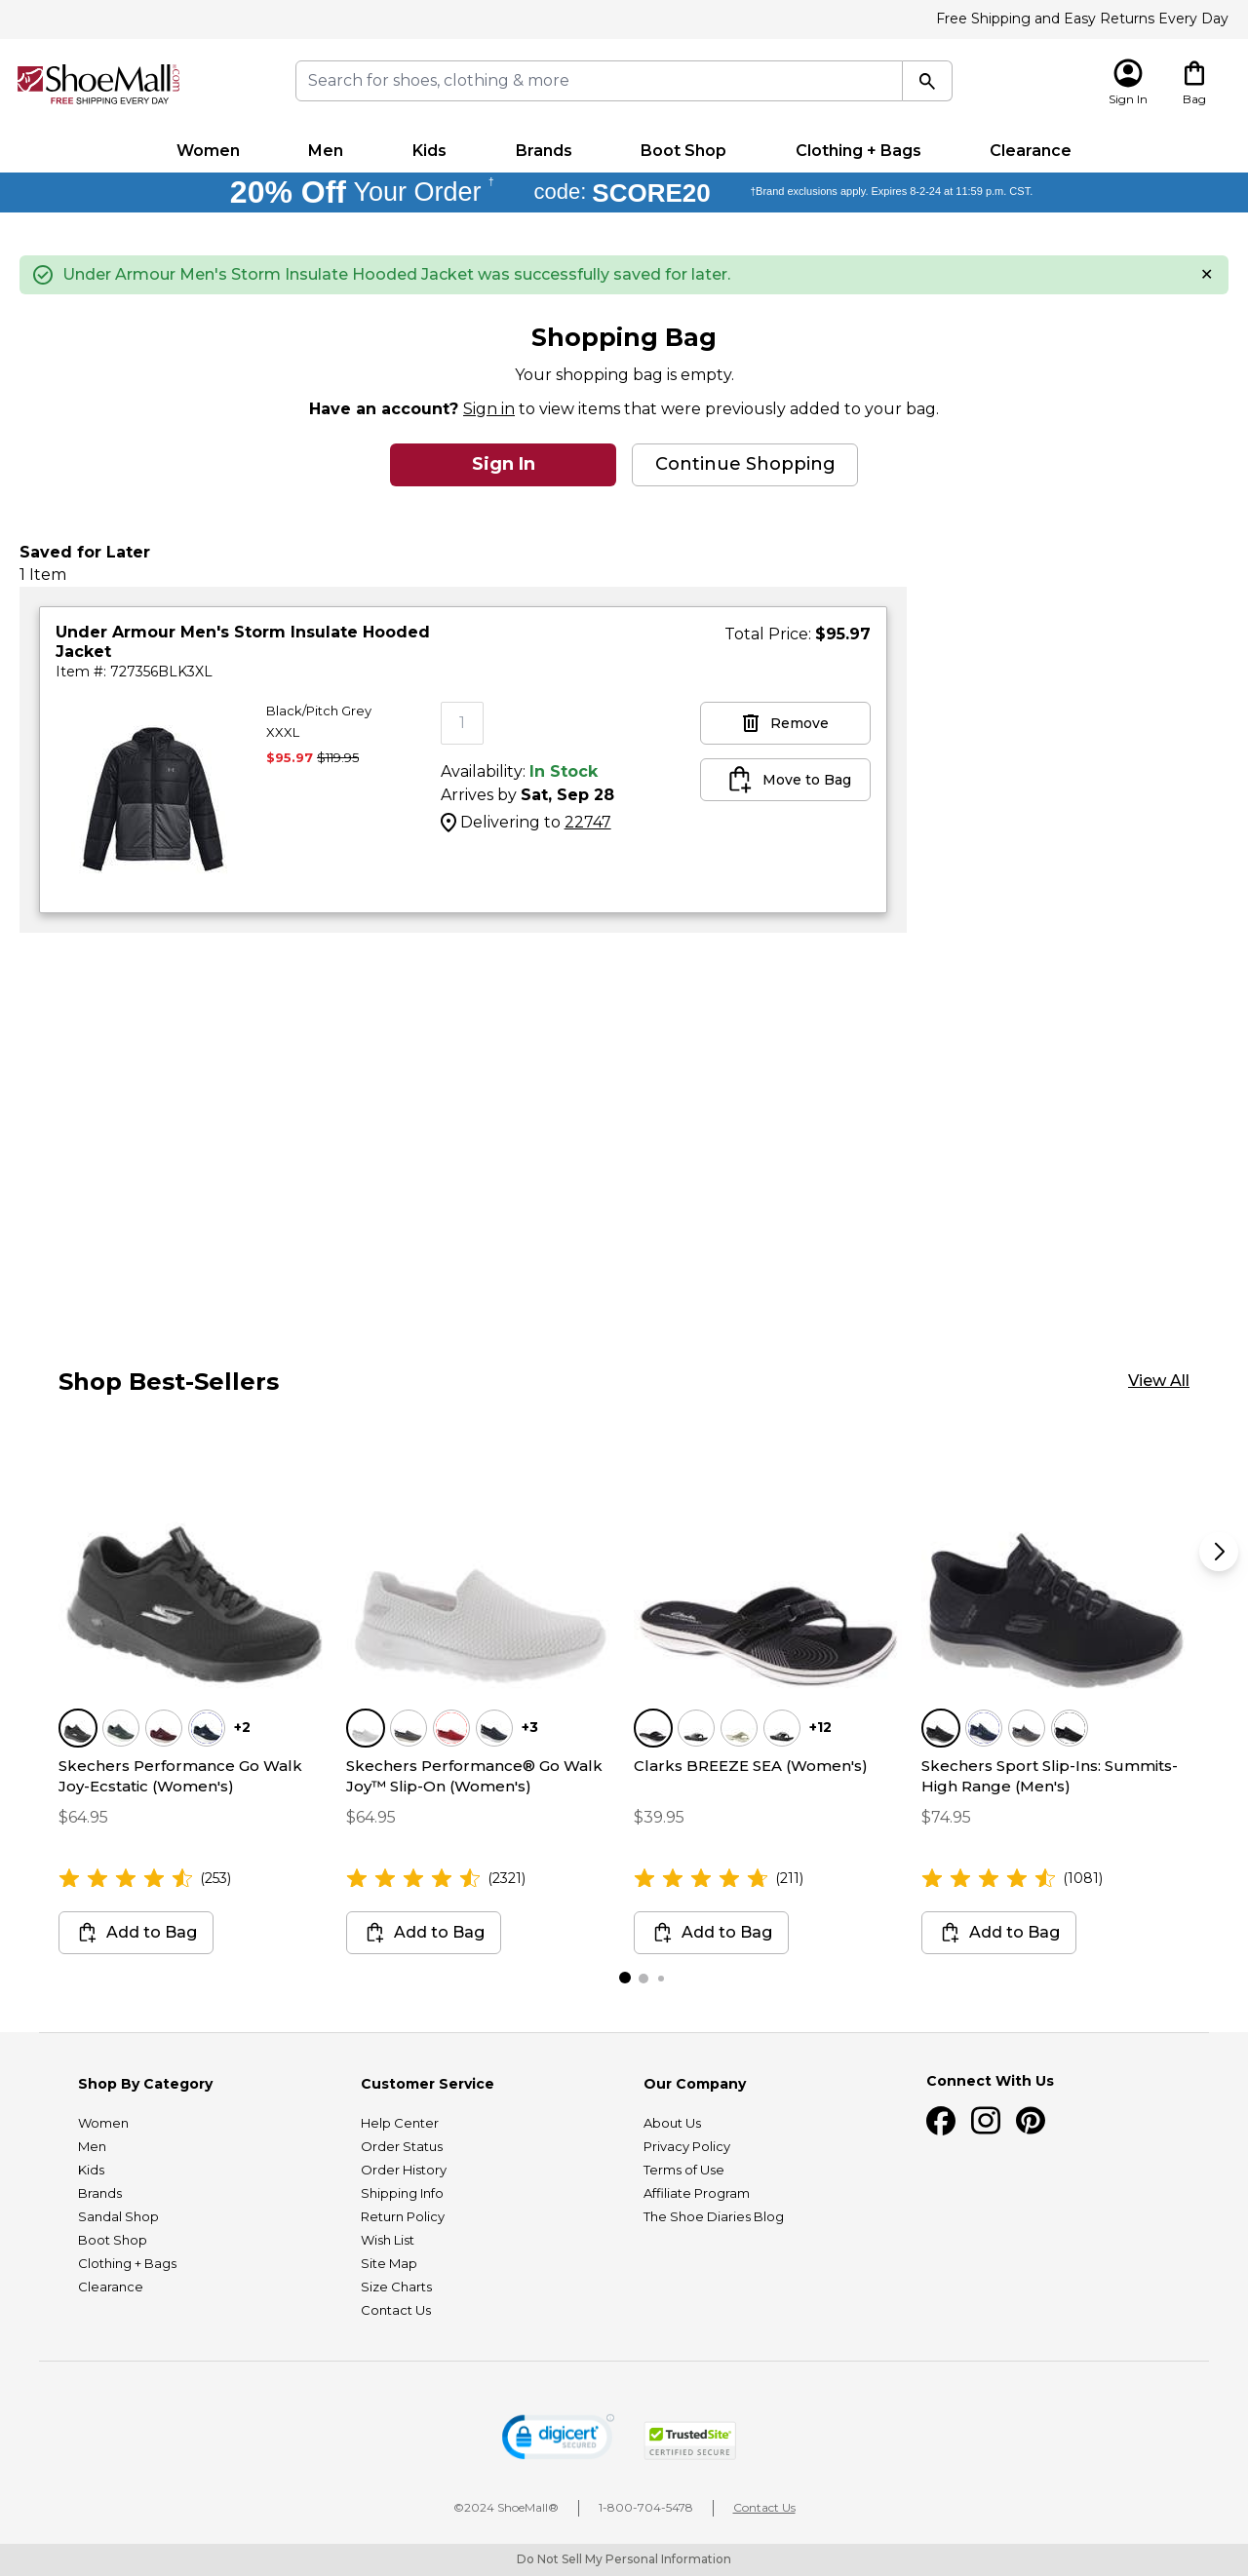 Free Shipping and Easy Returns Every Day
ShoeMall.com
FREE SHIPPING EVERY DAY
Search for shoes, clothing & more
Sign In
Bag
Women
Men
Kids
Brands
Boot Shop
Clothing + Bags
Clearance
20% Off Your Order †
code: SCORE20
†Brand exclusions apply. Expires 8-2-24 at 11:59 p.m. CST.
Under Armour Men's Storm Insulate Hooded Jacket was successfully saved for later.
Shopping Bag
Your shopping bag is empty.
Have an account? Sign in to view items that were previously added to your bag.
Sign In
Continue Shopping
Saved for Later
1 Item
Under Armour Men's Storm Insulate Hooded
Jacket
Item #: 727356BLK3XL
Total Price: $95.97
Black/Pitch Grey
XXXL
$95.97 $119.95
1
Availability: In Stock
Arrives by Sat, Sep 28
Delivering to 22747
Remove
Move to Bag
Shop Best-Sellers
View All
+2
Skechers Performance Go Walk
Joy-Ecstatic (Women's)
$64.95
(253)
Add to Bag
+3
Skechers Performance® Go Walk
Joy™ Slip-On (Women's)
$64.95
(2321)
Add to Bag
+12
Clarks BREEZE SEA (Women's)
$39.95
(211)
Add to Bag
Skechers Sport Slip-Ins: Summits-
High Range (Men's)
$74.95
(1081)
Add to Bag
Shop By Category
Women
Men
Kids
Brands
Sandal Shop
Boot Shop
Clothing + Bags
Clearance
Customer Service
Help Center
Order Status
Order History
Shipping Info
Return Policy
Wish List
Site Map
Size Charts
Contact Us
Our Company
About Us
Privacy Policy
Terms of Use
Affiliate Program
The Shoe Diaries Blog
Connect With Us
digicert
SECURED
TrustedSite
CERTIFIED SECURE
©2024 ShoeMall®
1-800-704-5478
Contact Us
Do Not Sell My Personal Information